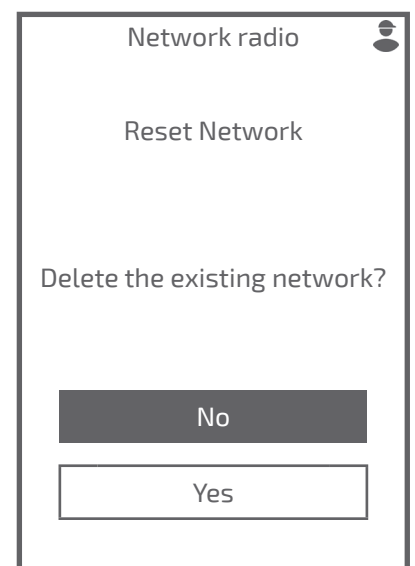 Network radio
Reset Network
Delete the existing network?
No
Yes